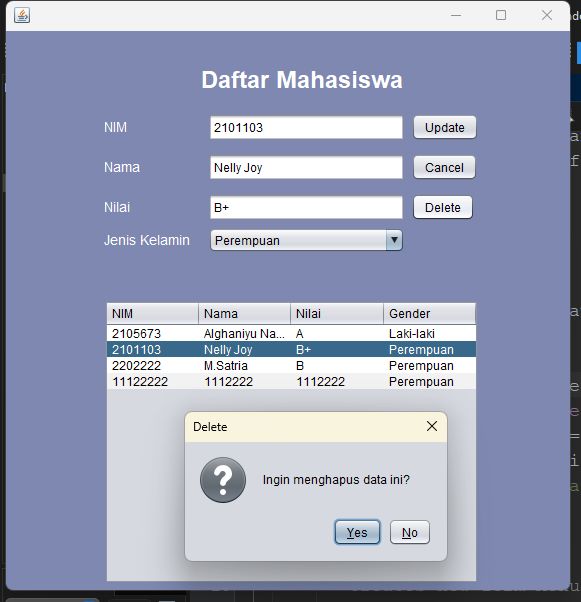 Daftar Mahasiswa
NIM 2101103 Update
Nama Nelly Joy Cancel
Nilai B+ Delete
Jenis Kelamin Perempuan
NIM Nama Nilai Gender
2105673 Alghaniyu Na... A Laki-laki
2101103 Nelly Joy B+ Perempuan
2202222 M.Satria B Perempuan
11122222 1112222 1112222 Perempuan
Delete
Ingin menghapus data ini?
Yes No